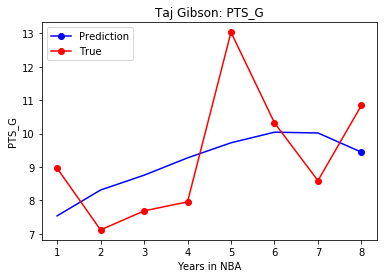 Taj Gibson: PTS_G
Prediction
True
13
12
11
10
9
8
7
PTS_G
1 2 3 4 5 6 7 8
Years in NBA